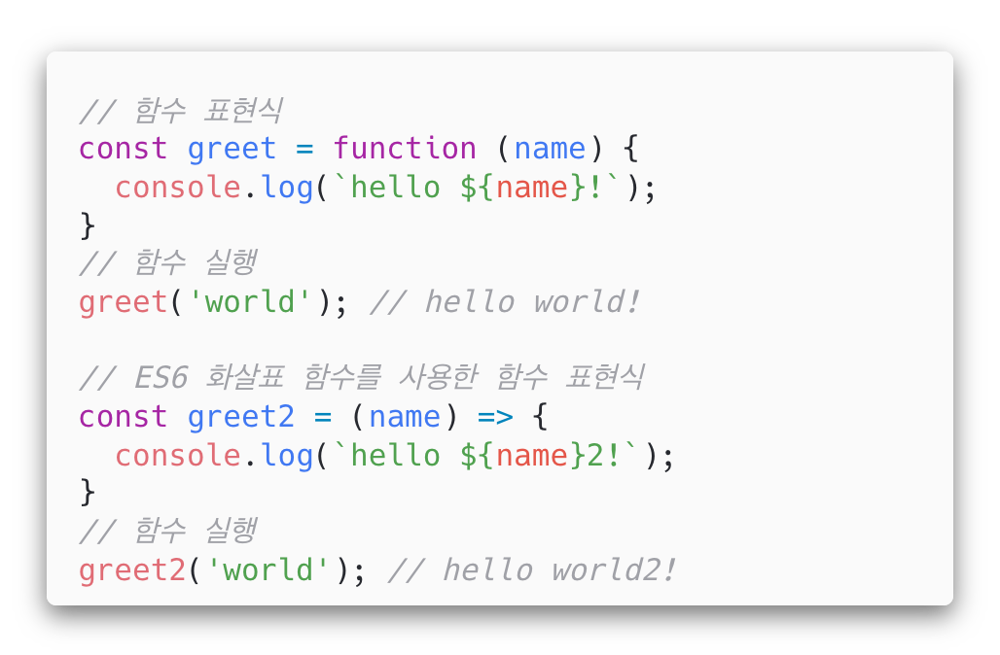 // 함수 표현식
const greet = function (name) {
  console.log(`hello ${name}!`);
}
// 함수 실행
greet('world'); // hello world!

// ES6 화살표 함수를 사용한 함수 표현식
const greet2 = (name) => {
  console.log(`hello ${name}2!`);
}
// 함수 실행
greet2('world'); // hello world2!